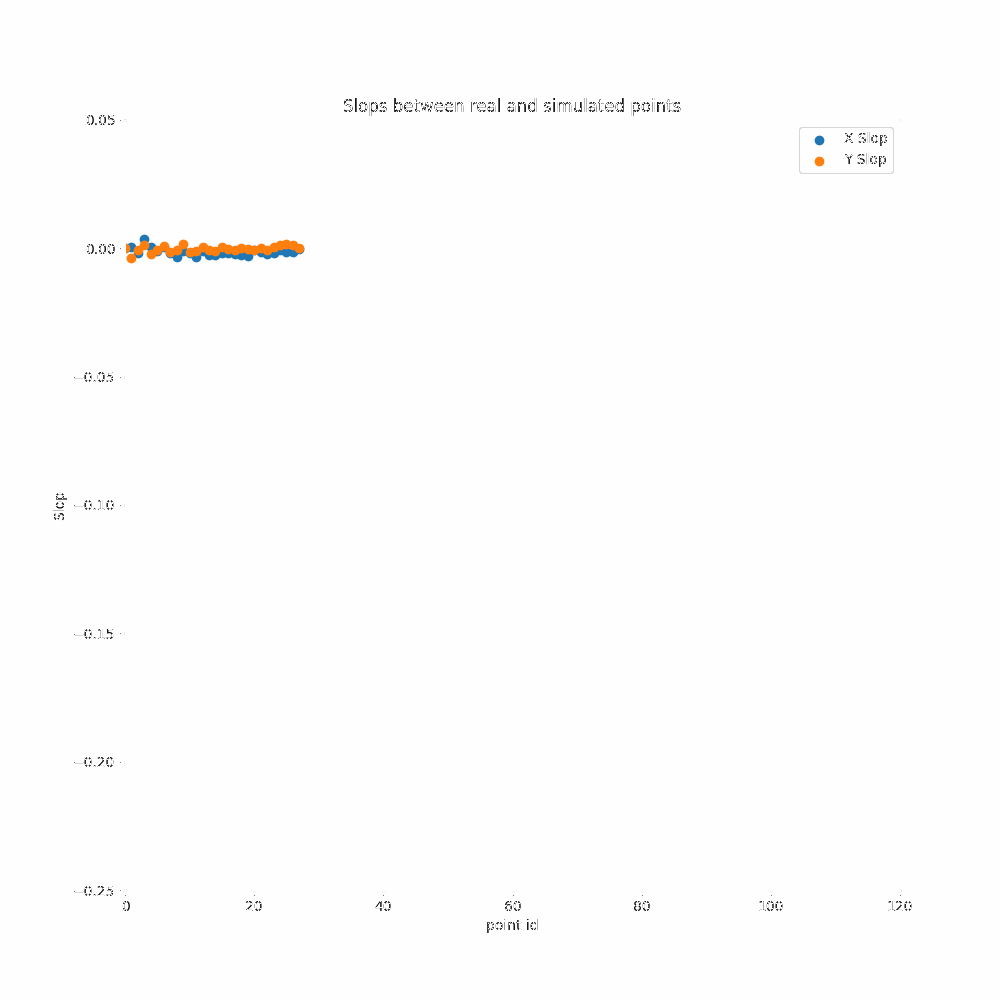 Slops between real and simulated points
0.05
X Slop
Y Slop
0.00
−0.05
−0.10
Slop
−0.15
−0.20
−0.25
0 20 40 60 80 100 120
point id